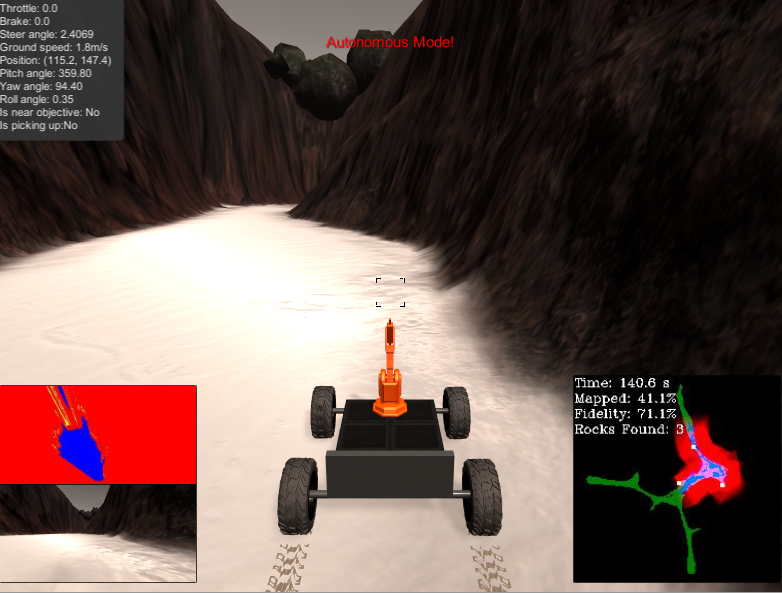 Throttle: 0.0
Brake: 0.0
Steer angle: 2.4069
Ground speed: 1.8m/s
Position: (115.2, 147.4)
Pitch angle: 359.80
Yaw angle: 94.40
Roll angle: 0.35
Is near objective: No
Is picking up:No
Autonomous Mode!
Time: 140.6 s
Mapped: 41.1%
Fidelity: 71.1%
Rocks Found: 3